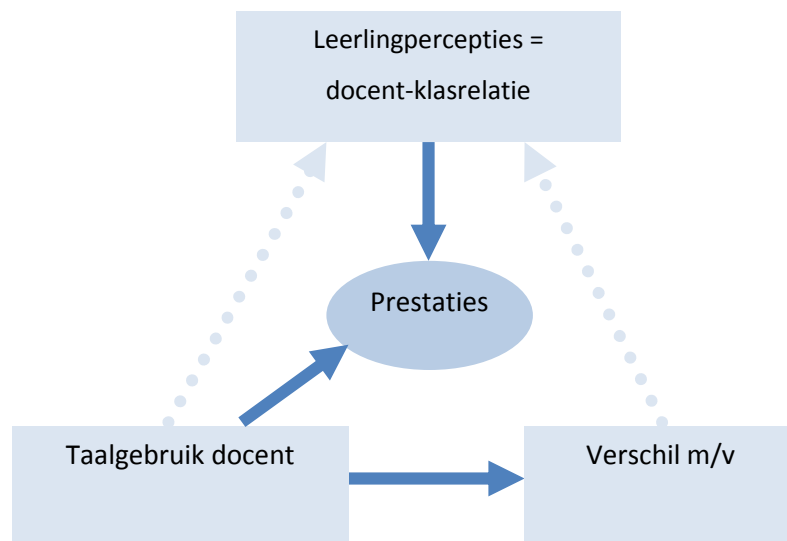 Leerlingpercepties =
docent-klasrelatie
Prestaties
Taalgebruik docent
Verschil m/v